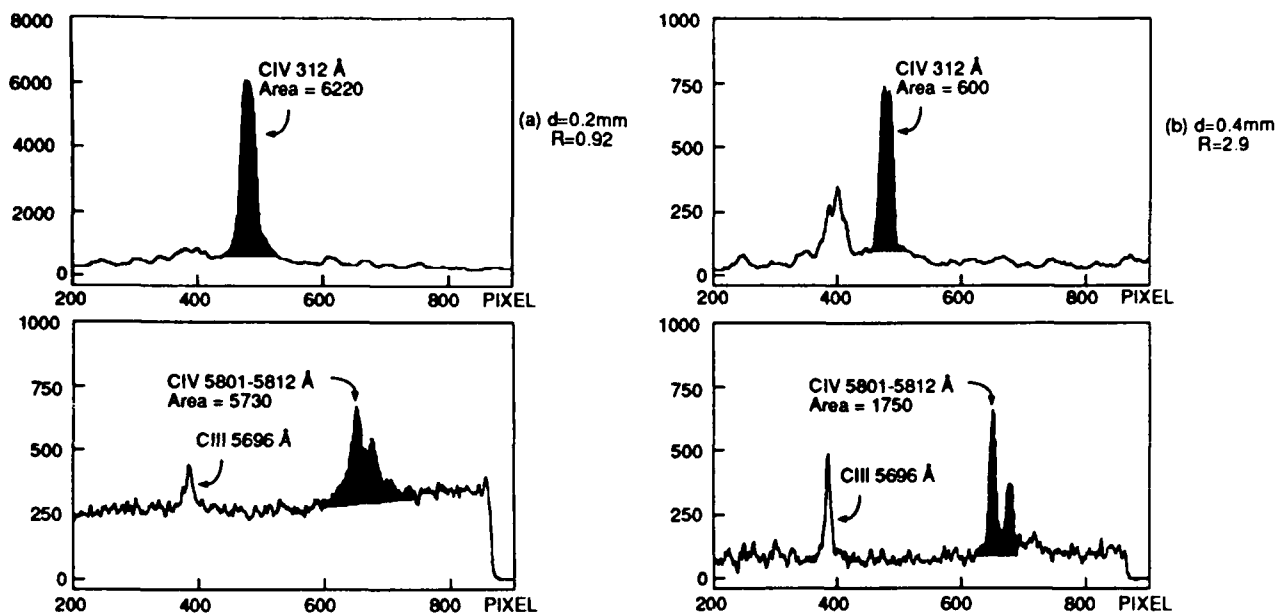 8000
6000
4000
2000
0
200
400
600
800
PIXEL
CIV 312 Å
Area = 6220
(a) d=0.2mm
R=0.92
1000
750
500
250
0
200
400
600
800
PIXEL
CIV 312 Å
Area = 600
(b) d=0.4mm
R=2.9
1000
750
500
250
0
200
400
600
800
PIXEL
CIV 5801-5812 Å
Area = 5730
CIII 5696 Å
1000
750
500
250
0
200
400
600
800
PIXEL
CIV 5801-5812 Å
Area = 1750
CIII 5696 Å